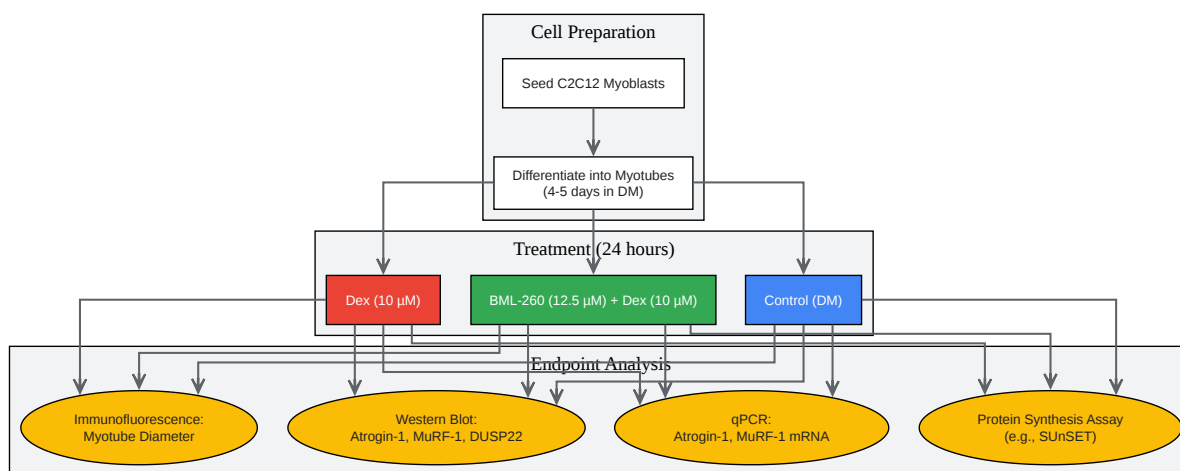 Cell Preparation
Seed C2C12 Myoblasts
Differentiate into Myotubes
(4-5 days in DM)
Treatment (24 hours)
Dex (10 µM)
BML-260 (12.5 µM) + Dex (10 µM)
Control (DM)
Endpoint Analysis
Immunofluorescence:
Myotube Diameter
Western Blot:
Atrogin-1, MuRF-1, DUSP22
qPCR:
Atrogin-1, MuRF-1 mRNA
Protein Synthesis Assay
(e.g., SUnSET)